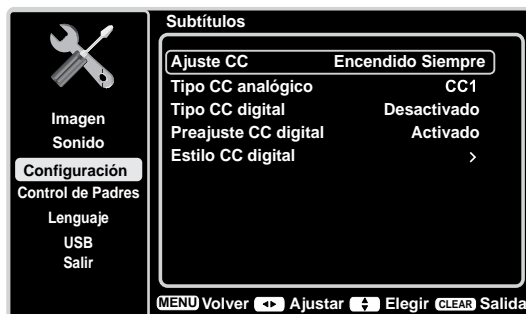 Subtítulos
Imagen
Sonido
Configuración
Control de Padres
Lenguaje
USB
Salir
Ajuste CC Encendido Siempre
Tipo CC analógico CC1
Tipo CC digital Desactivado
Preajuste CC digital Activado
Estilo CC digital >
MENU Volver Ajustar Elegir CLEAR Salida